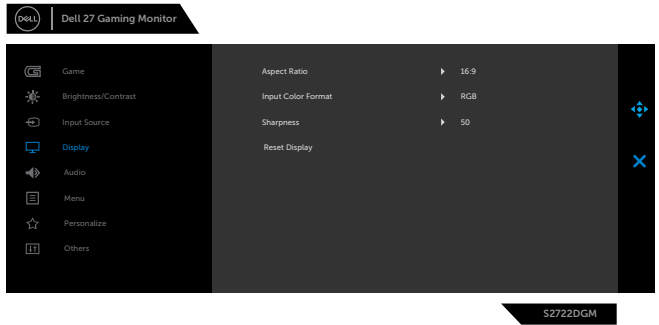 DELL
Dell 27 Gaming Monitor
Game
Aspect Ratio 16:9
Brightness/Contrast
Input Color Format RGB
Input Source
Sharpness 50
Display
Reset Display
Audio
Menu
Personalize
Others
S2722DGM